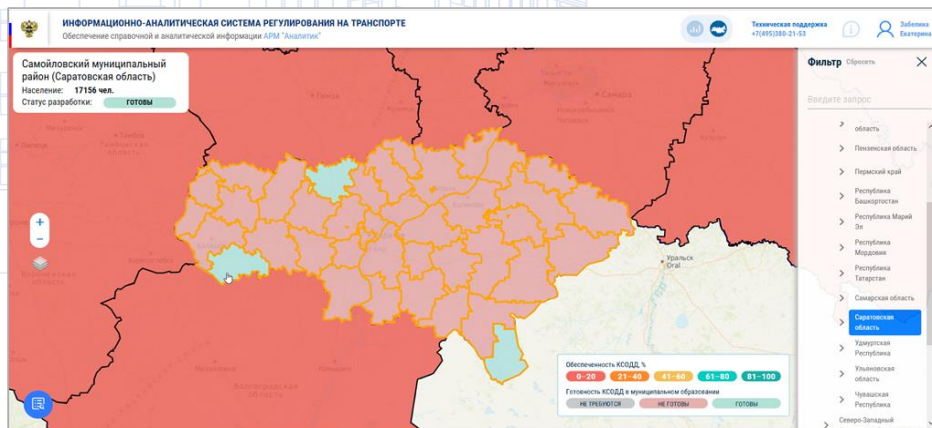 ИНФОРМАЦИОННО-АНАЛИТИЧЕСКАЯ СИСТЕМА РЕГУЛИРОВАНИЯ НА ТРАНСПОРТЕ
Обеспечение справочной и аналитической информации АРМ "Аналитик"
Техническая поддержка
+7(495)380-21-53
Забелина
Екатерина
Самойловский муниципальный
район (Саратовская область)
Население: 17156 чел.
Статус разработки: ГОТОВЫ
Фильтр Сбросить
Введите запрос
область
Пензенская область
Пермский край
Республика
Башкортостан
Республика Марий
Эл
Республика
Мордовия
Республика
Татарстан
Самарская область
Саратовская
область
Удмуртская
Республика
Ульяновская
область
Чувашская
Республика
Северо-Западный
Самара
Пенза
Тамбов
Уральск
Oral
Волгоградская
область
Обеспеченность КСОДД, %
0-20 21-40 41-60 61-80 81-100
Готовность КСОДД в муниципальном образовании
НЕ ТРЕБУЮТСЯ НЕ ГОТОВЫ ГОТОВЫ